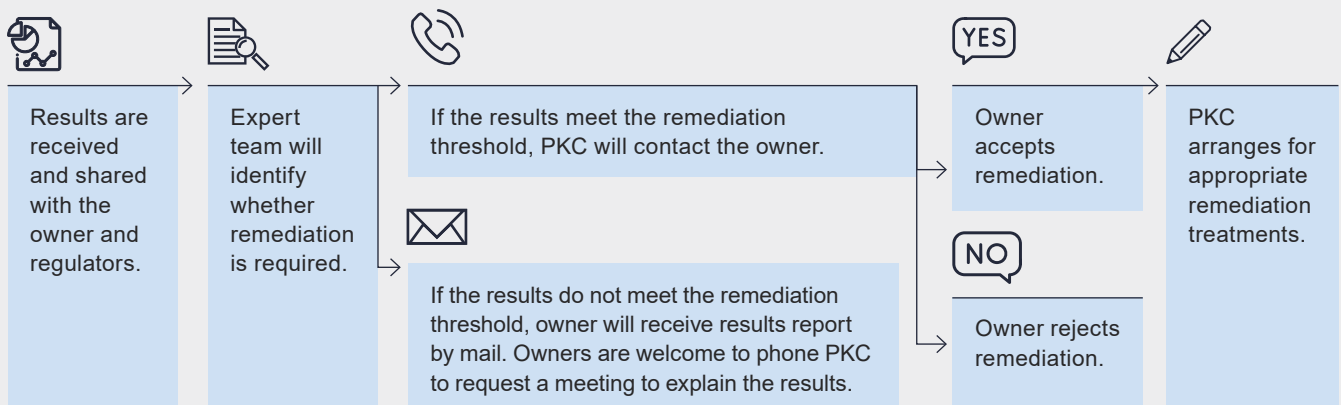 Results are
received
and shared
with the
owner and
regulators.
Expert
team will
identify
whether
remediation
is required.
If the results meet the remediation
threshold, PKC will contact the owner.
If the results do not meet the remediation
threshold, owner will receive results report
by mail. Owners are welcome to phone PKC
to request a meeting to explain the results.
YES
Owner
accepts
remediation.
NO
Owner rejects
remediation.
PKC
arranges for
appropriate
remediation
treatments.